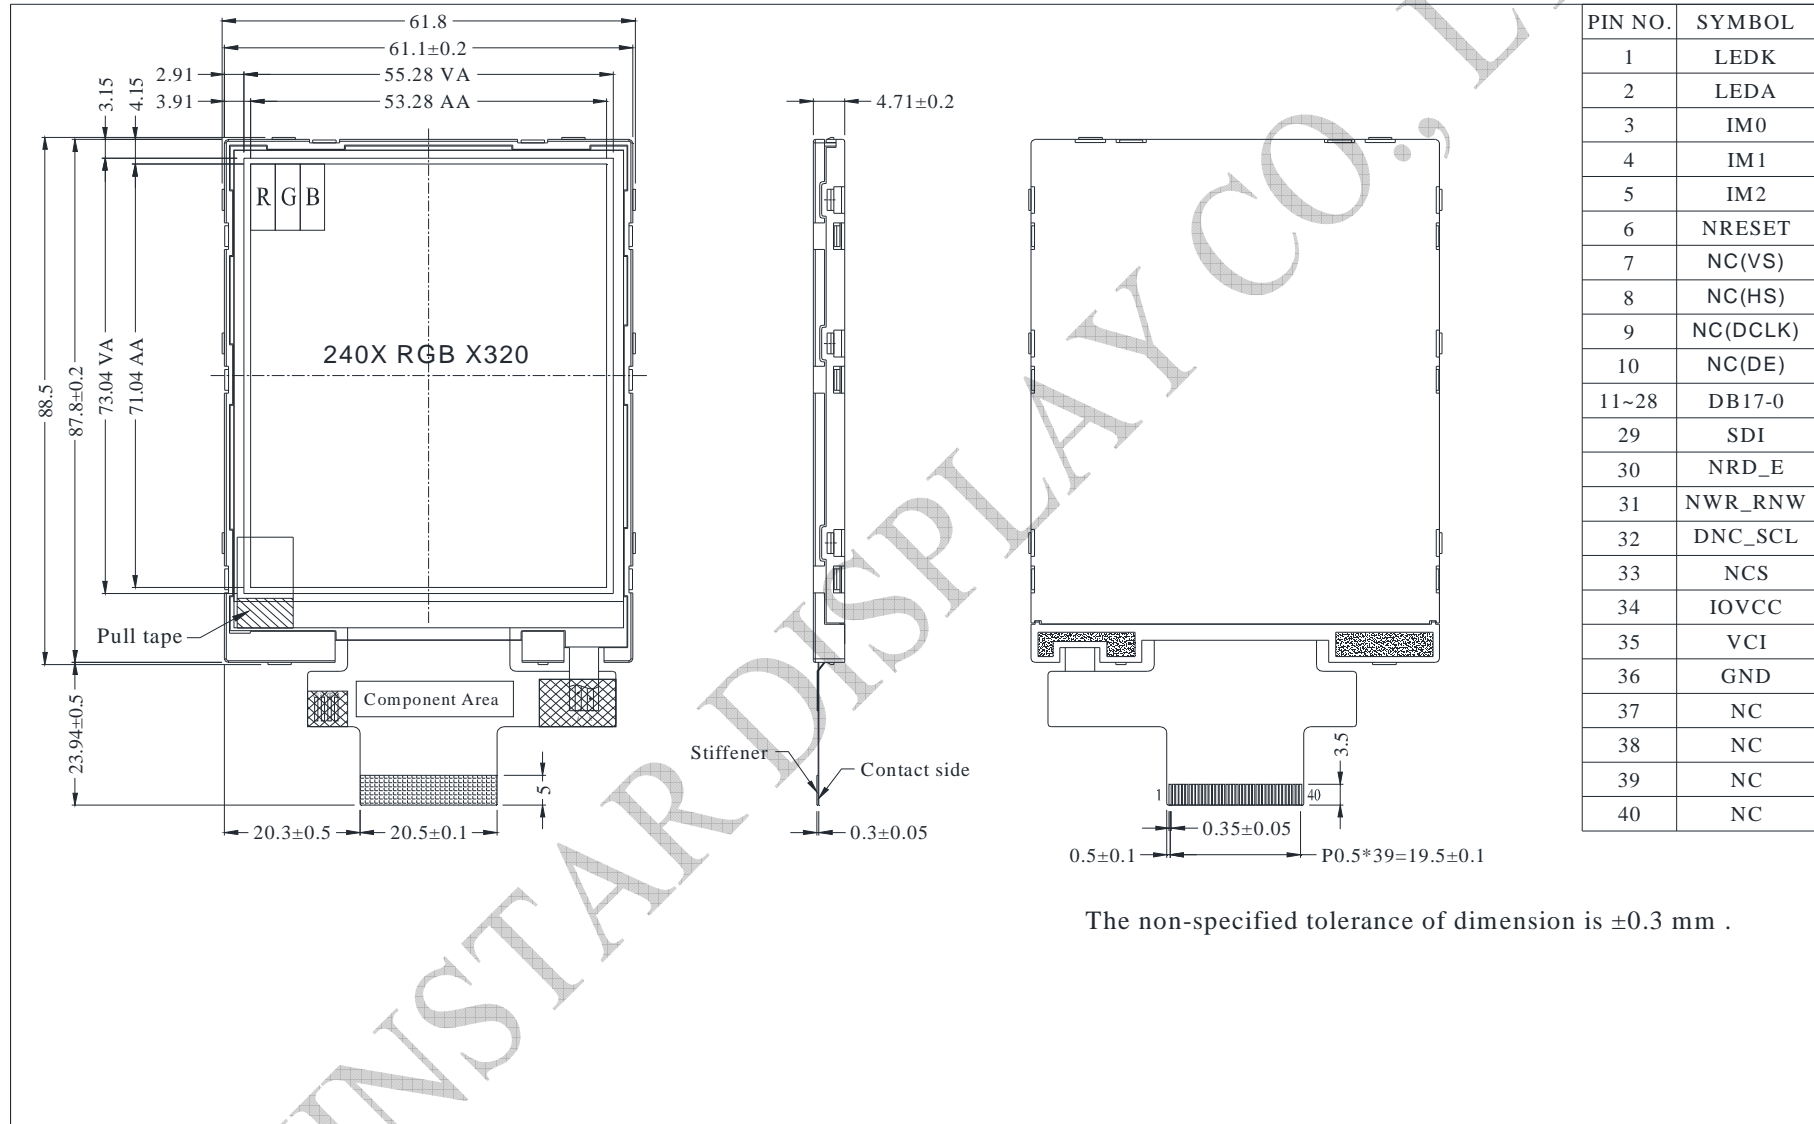 61.8
61.1±0.2
2.91
55.28 VA
3.91
53.28 AA
3.15
4.15
88.5
87.8±0.2
73.04 VA
71.04 AA
R G B
240X RGB X320
Pull tape
Component Area
23.94±0.5
5
20.3±0.5
20.5±0.1
4.71±0.2
Stiffener
Contact side
0.3±0.05
3.5
1
40
0.35±0.05
0.5±0.1
P0.5*39=19.5±0.1
The non-specified tolerance of dimension is ±0.3 mm .
PIN NO. SYMBOL
1 LEDK
2 LEDA
3 IM0
4 IM1
5 IM2
6 NRESET
7 NC(VS)
8 NC(HS)
9 NC(DCLK)
10 NC(DE)
11~28 DB17-0
29 SDI
30 NRD_E
31 NWR_RNW
32 DNC_SCL
33 NCS
34 IOVCC
35 VCI
36 GND
37 NC
38 NC
39 NC
40 NC
INSTAR DISPLAY CO., L